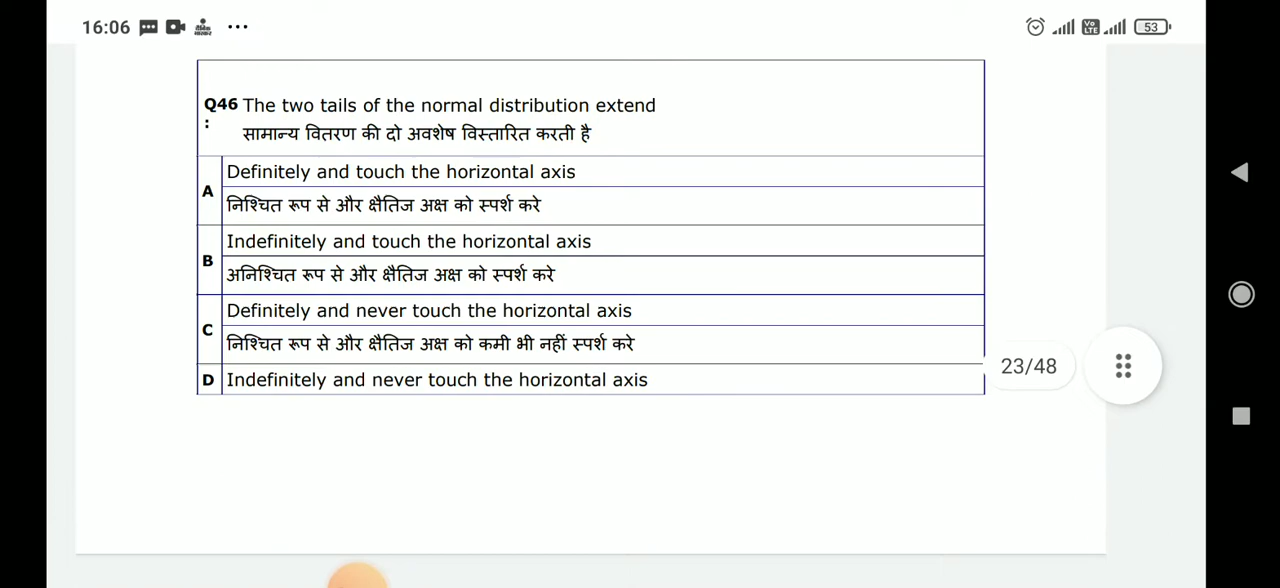 16:06
53
Q46 The two tails of the normal distribution extend
:
सामान्य वितरण की दो अवशेष विस्तारित करती है
A
Definitely and touch the horizontal axis
निश्चित रूप से और क्षैतिज अक्ष को स्पर्श करे
B
Indefinitely and touch the horizontal axis
अनिश्चित रूप से और क्षैतिज अक्ष को स्पर्श करे
C
Definitely and never touch the horizontal axis
निश्चित रूप से और क्षैतिज अक्ष को कमी भी नहीं स्पर्श करे
D Indefinitely and never touch the horizontal axis
23/48